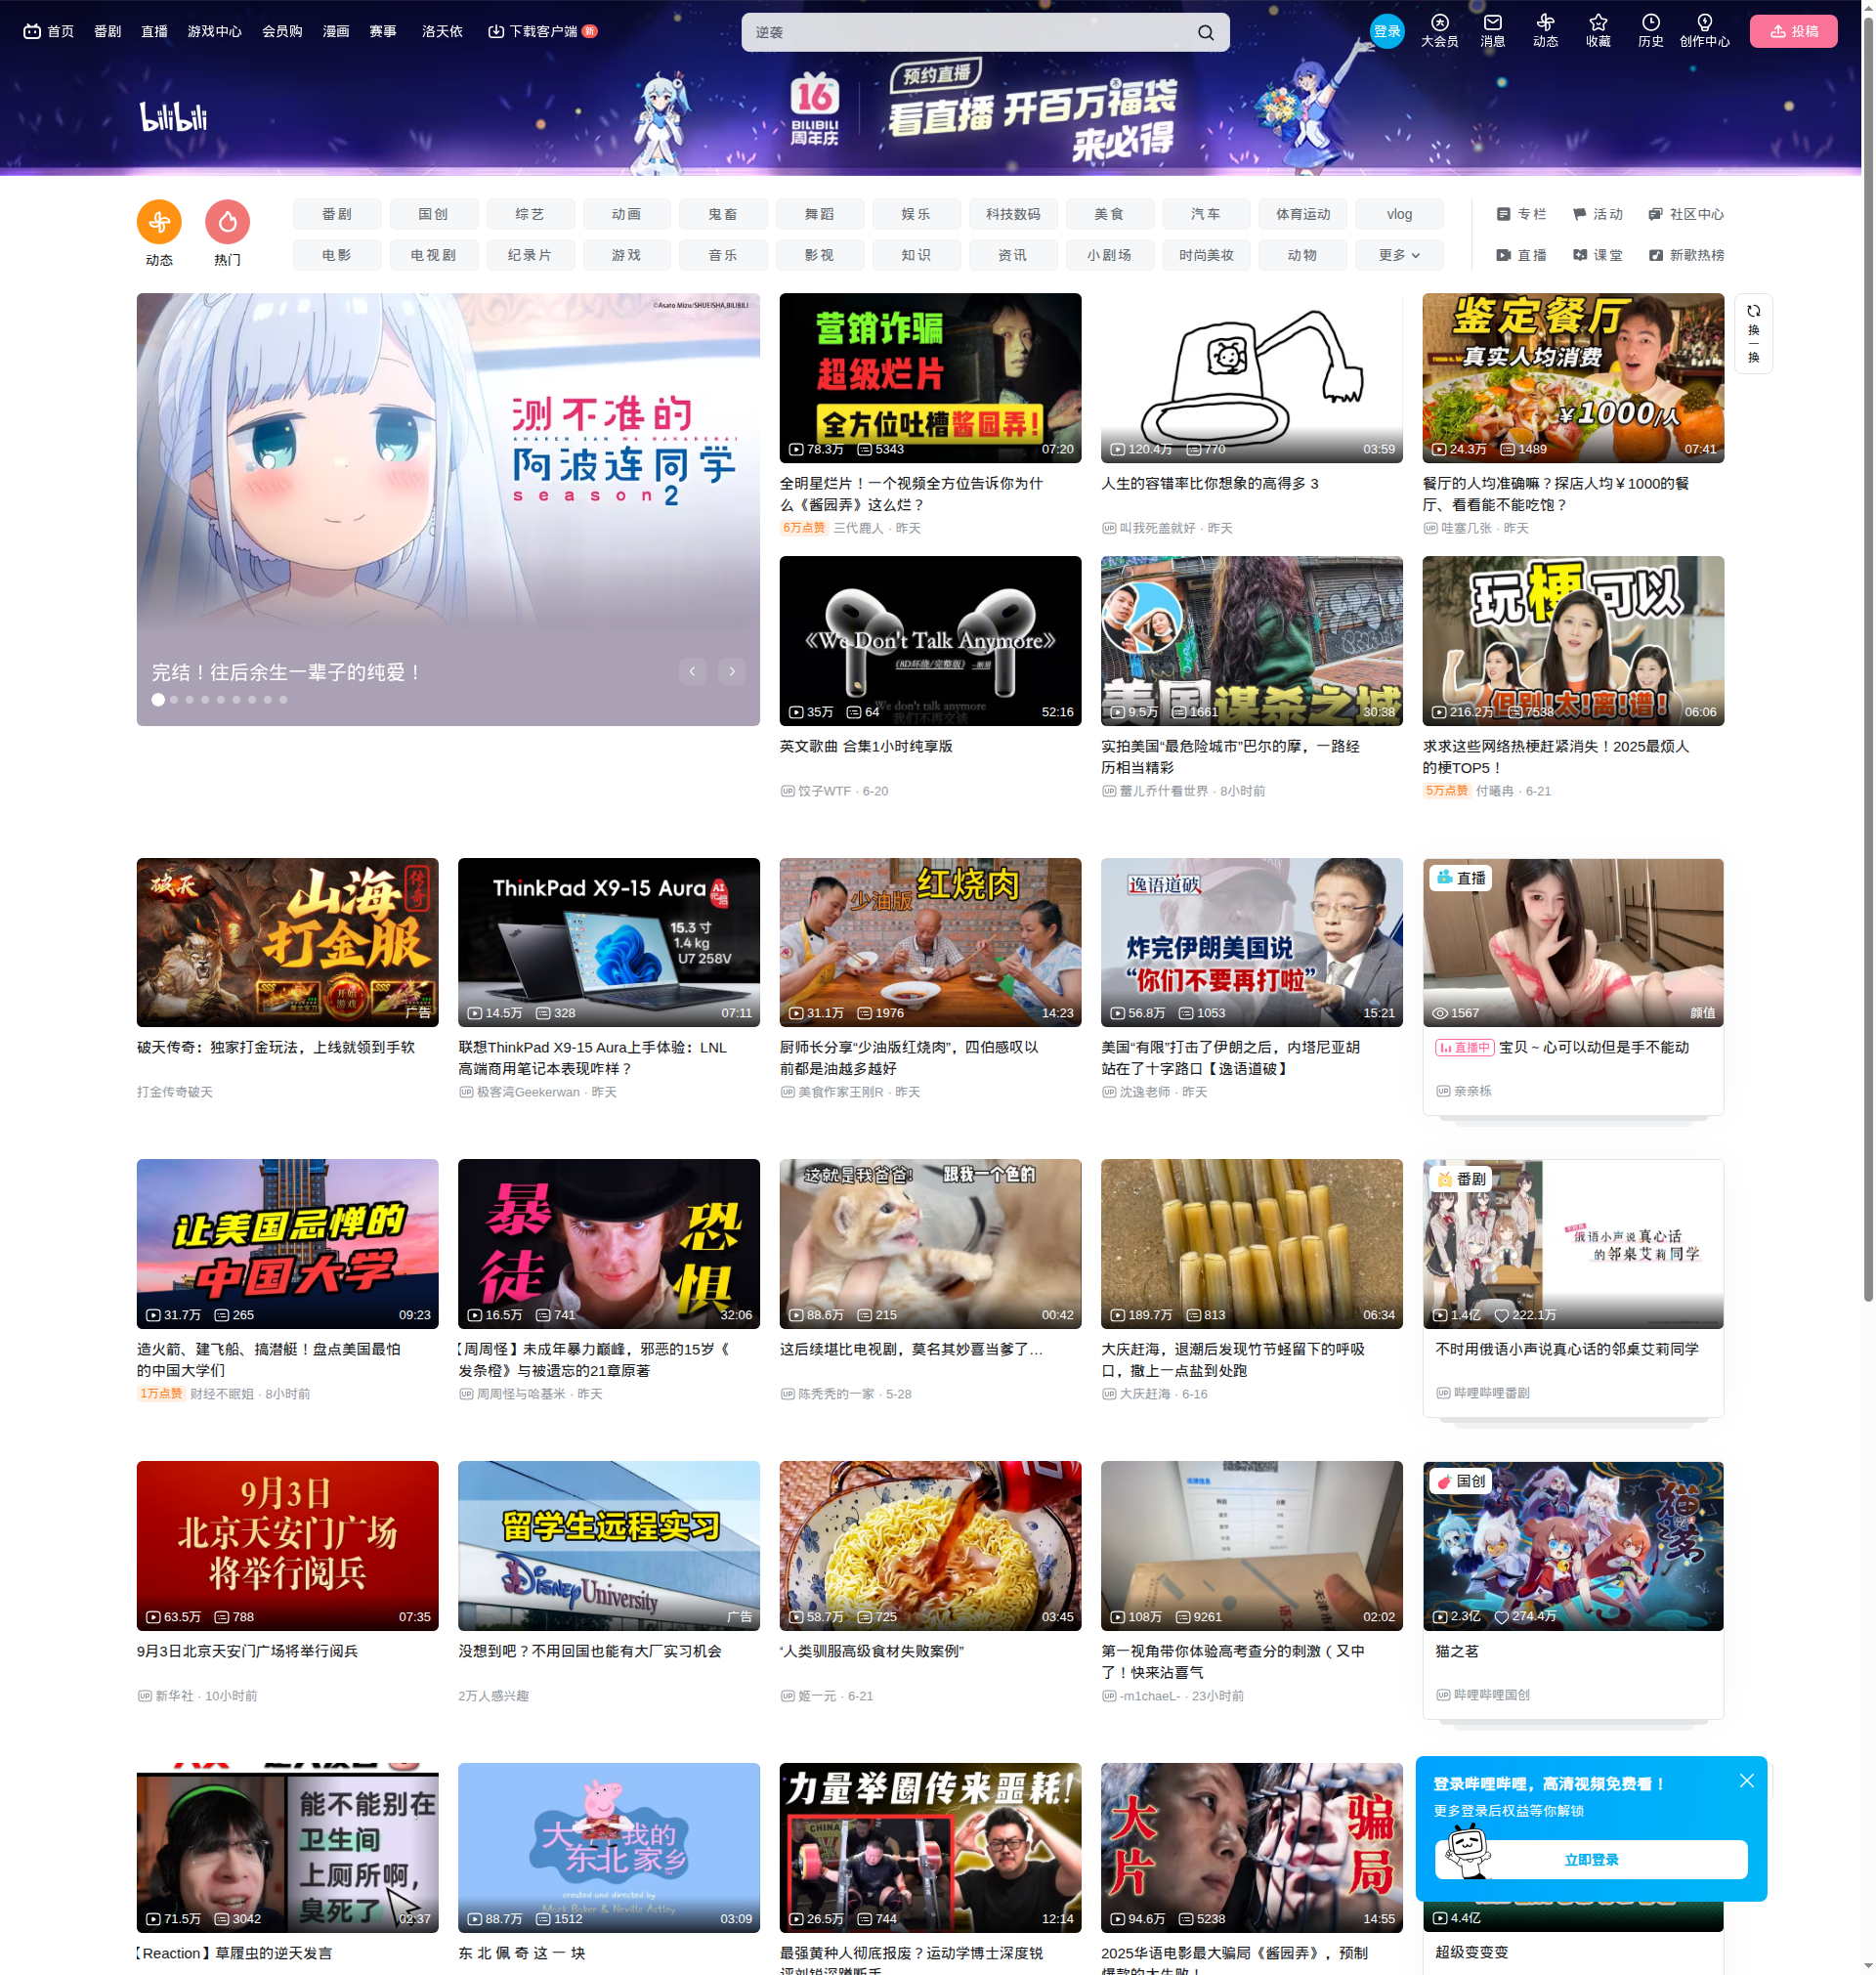 首页 番剧 直播 游戏中心 会员购 漫画 赛事 洛天依 下载客户端 新
逆袭
登录 大会员 消息 动态 收藏 历史 创作中心 投稿
bilibili
16
BILIBILI
周年庆
预约直播
看直播 开百万福袋
来必得
动态 热门
番剧 国创 综艺 动画 鬼畜 舞蹈 娱乐 科技数码 美食 汽车 体育运动 vlog
电影 电视剧 纪录片 游戏 音乐 影视 知识 资讯 小剧场 时尚美妆 动物 更多
专栏 活动 社区中心
直播 课堂 新歌热榜
©Asato Mizu/SHUEISHA,BILIBILI
测不准的
AHAREN SAN WA HAKARENAI
阿波连同学
season2
完结！往后余生一辈子的纯爱！
营销诈骗
超级烂片
全方位吐槽酱园弄！
78.3万 5343 07:20
全明星烂片！一个视频全方位告诉你为什
么《酱园弄》这么烂？
6万点赞 三代鹿人 · 昨天
120.4万 770 03:59
人生的容错率比你想象的高得多 3
叫我死盖就好 · 昨天
鉴定餐厅
真实人均消费
￥1000/人
24.3万 1489 07:41
餐厅的人均准确嘛？探店人均￥1000的餐
厅、看看能不能吃饱？
哇塞几张 · 昨天
换一换
《We Don't Talk Anymore》
(8D环绕/完整版)
We don't talk anymore
我们不再交谈
35万 64 52:16
英文歌曲 合集1小时纯享版
饺子WTF · 6-20
美国谋杀之城
9.5万 1661 30:38
实拍美国“最危险城市”巴尔的摩，一路经
历相当精彩
蕾儿乔什看世界 · 8小时前
玩梗可以
但别!太!离!谱!
216.2万 7538 06:06
求求这些网络热梗赶紧消失！2025最烦人
的梗TOP5！
5万点赞 付曦冉 · 6-21
破天
山海
传奇
打金服
SSS
开始游戏
SSS
广告
破天传奇：独家打金玩法，上线就领到手软
打金传奇破天
ThinkPad X9-15 Aura AI
15.3 寸
1.4 kg
U7 258V
14.5万 328 07:11
联想ThinkPad X9-15 Aura上手体验：LNL
高端商用笔记本表现咋样？
极客湾Geekerwan · 昨天
少油版红烧肉
31.1万 1976 14:23
厨师长分享“少油版红烧肉”，四伯感叹以
前都是油越多越好
美食作家王刚R · 昨天
逸语道破
炸完伊朗美国说
“你们不要再打啦”
56.8万 1053 15:21
美国“有限”打击了伊朗之后，内塔尼亚胡
站在了十字路口【逸语道破】
沈逸老师 · 昨天
直播
1567 颜值
直播中 宝贝 ~ 心可以动但是手不能动
亲亲栎
让美国忌惮的
中国大学
31.7万 265 09:23
造火箭、建飞船、搞潜艇！盘点美国最怕
的中国大学们
1万点赞 财经不眠姐 · 8小时前
暴徒
恐惧
16.5万 741 32:06
【周周怪】未成年暴力巅峰，邪恶的15岁《
发条橙》与被遗忘的21章原著
周周怪与哈基米 · 昨天
这就是我爸爸! 跟我一个色的
88.6万 215 00:42
这后续堪比电视剧，莫名其妙喜当爹了...
陈秃秃的一家 · 5-28
189.7万 813 06:34
大庆赶海，退潮后发现竹节蛏留下的呼吸
口，撒上一点盐到处跑
大庆赶海 · 6-16
番剧
不时用
俄语小声说真心话
的邻桌艾莉同学
1.4亿 222.1万
不时用俄语小声说真心话的邻桌艾莉同学
哔哩哔哩番剧
9月3日
北京天安门广场
将举行阅兵
63.5万 788 07:35
9月3日北京天安门广场将举行阅兵
新华社 · 10小时前
留学生远程实习
Disney University
广告
没想到吧？不用回国也能有大厂实习机会
2万人感兴趣
58.7万 725 03:45
“人类驯服高级食材失败案例”
姬一元 · 6-21
108万 9261 02:02
第一视角带你体验高考查分的刺激（又中
了！快来沾喜气
-m1chaeL- · 23小时前
国创
猫之茗
2.3亿 274.4万
猫之茗
哔哩哔哩国创
能不能别在
卫生间
上厕所啊，
臭死了
71.5万 3042 02:37
【Reaction】草履虫的逆天发言
我的
东北家乡
created and directed by
Mark Baker & Neville Astley
88.7万 1512 03:09
东 北 佩 奇 这 一 块
力量举圈传来噩耗!
CHINA
26.5万 744 12:14
最强黄种人彻底报废？运动学博士深度锐
大片
骗局
94.6万 5238 14:55
2025华语电影最大骗局《酱园弄》，预制
爆款的大失败！
登录哔哩哔哩，高清视频免费看！
更多登录后权益等你解锁
立即登录
4.4亿
超级变变变